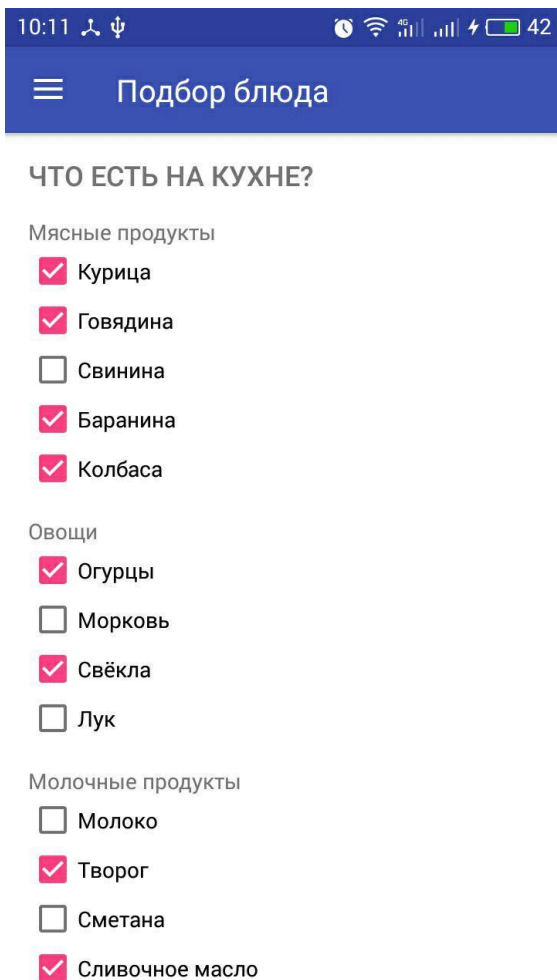 10:11 4G 42
Подбор блюда
ЧТО ЕСТЬ НА КУХНЕ?
Мясные продукты
Курица
Говядина
Свинина
Баранина
Колбаса
Овощи
Огурцы
Морковь
Свёкла
Лук
Молочные продукты
Молоко
Творог
Сметана
Сливочное масло